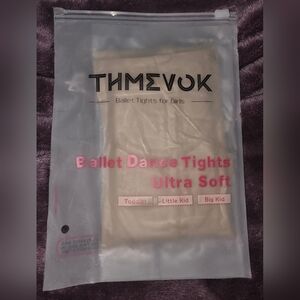 THMEVOK
Ballet Tights for Girls
Ballet Dance Tights
Ultra Soft
Toddler Little Kid Big Kid